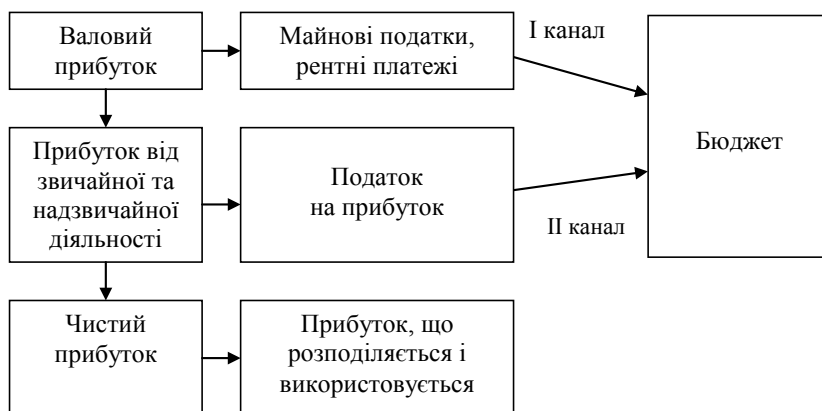 Валовий
прибуток
Майнові податки,
рентні платежі
I канал
Бюджет
Прибуток від
звичайної та
надзвичайної
діяльності
Податок
на прибуток
II канал
Чистий
прибуток
Прибуток, що
розподіляється і
використовується